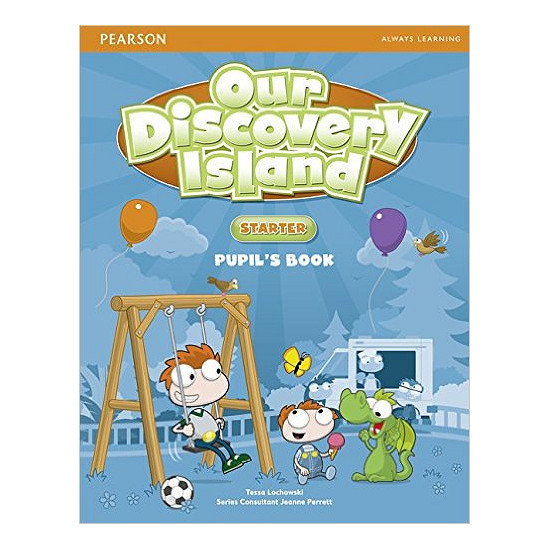 PEARSON
ALWAYS LEARNING
Our
Discovery
Island
STARTER
PUPIL'S BOOK
Tessa Lochowski
Series Consultant Jeanne Perrett